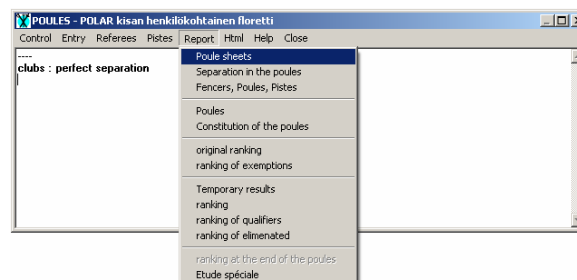 POULES - POLAR kisan henkilökohtainen floretti
Control Entry Referees Pistes Report Html Help Close
----
clubs : perfect separation
Poule sheets
Separation in the poules
Fencers, Poules, Pistes
Poules
Constitution of the poules
original ranking
ranking of exemptions
Temporary results
ranking
ranking of qualifiers
ranking of elimenated
ranking at the end of the poules
Etude spéciale